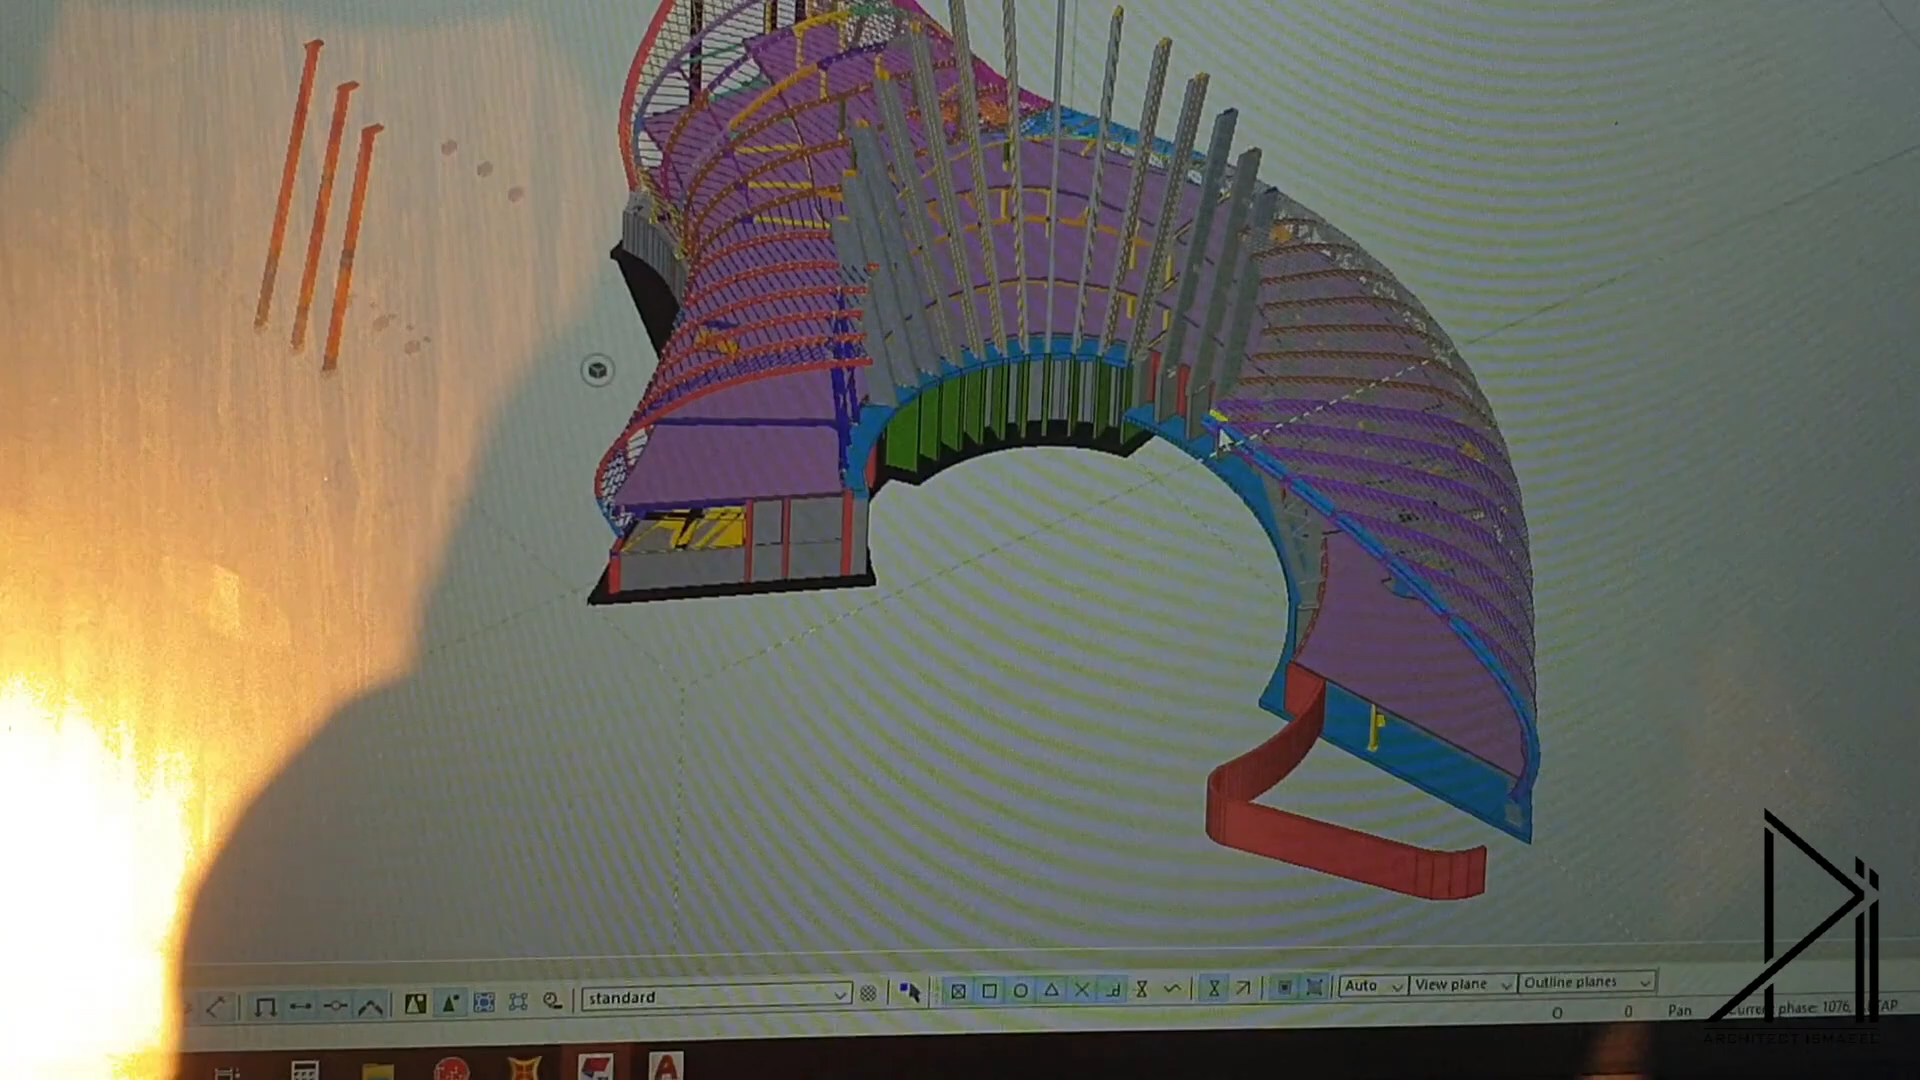 standard
Auto
View plane
Outline planes
0
0
Pan
Current phase: 1076,
ARCHITECT ISMAEEL